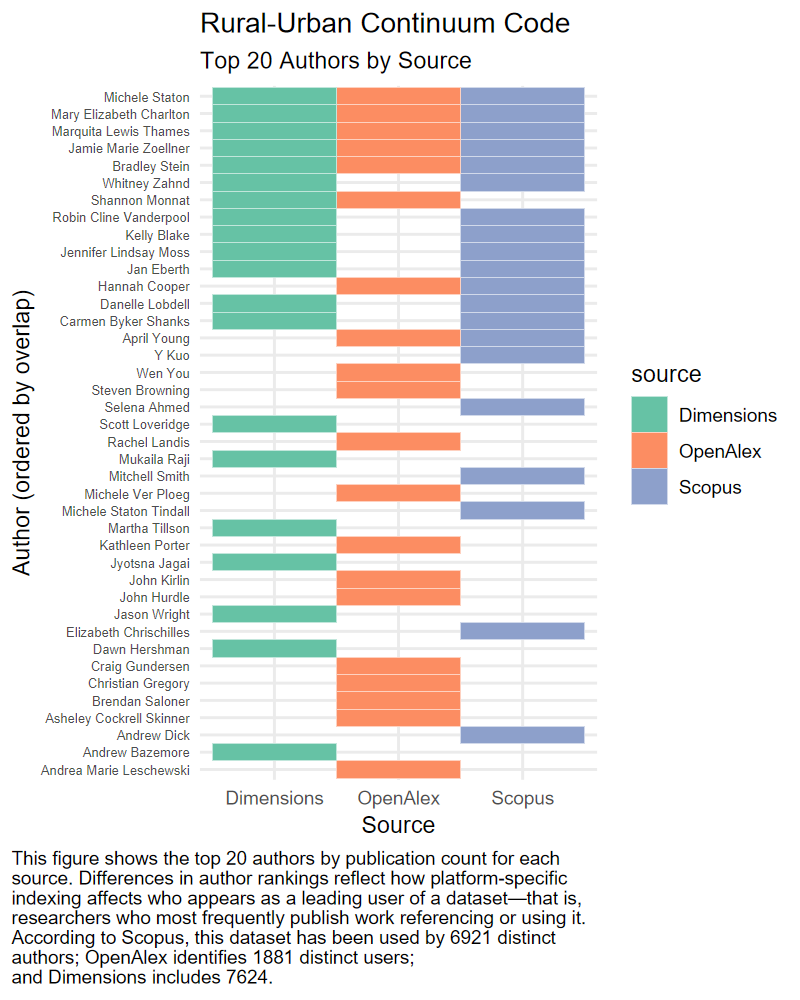 Rural-Urban Continuum Code
Top 20 Authors by Source
Author (ordered by overlap)
Michele Staton
Mary Elizabeth Charlton
Marquita Lewis Thames
Jamie Marie Zoellner
Bradley Stein
Whitney Zahnd
Shannon Monnat
Robin Cline Vanderpool
Kelly Blake
Jennifer Lindsay Moss
Jan Eberth
Hannah Cooper
Danelle Lobdell
Carmen Byker Shanks
April Young
Y Kuo
Wen You
Steven Browning
Selena Ahmed
Scott Loveridge
Rachel Landis
Mukaila Raji
Mitchell Smith
Michele Ver Ploeg
Michele Staton Tindall
Martha Tillson
Kathleen Porter
Jyotsna Jagai
John Kirlin
John Hurdle
Jason Wright
Elizabeth Chrischilles
Dawn Hershman
Craig Gundersen
Christian Gregory
Brendan Saloner
Asheley Cockrell Skinner
Andrew Dick
Andrew Bazemore
Andrea Marie Leschewski
Dimensions OpenAlex Scopus
Source
source
Dimensions
OpenAlex
Scopus
This figure shows the top 20 authors by publication count for each
source. Differences in author rankings reflect how platform-specific
indexing affects who appears as a leading user of a dataset—that is,
researchers who most frequently publish work referencing or using it.
According to Scopus, this dataset has been used by 6921 distinct
authors; OpenAlex identifies 1881 distinct users;
and Dimensions includes 7624.